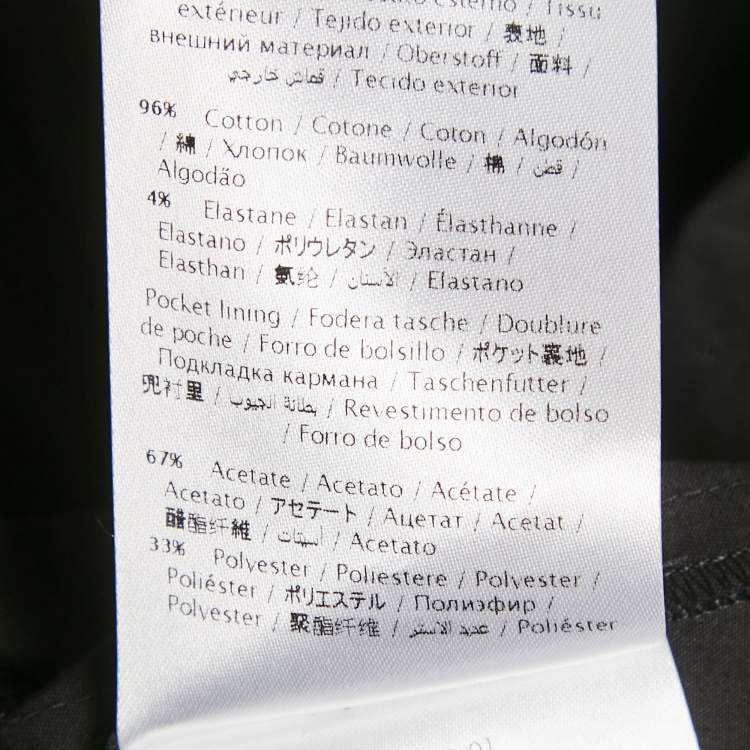 esterno / Tissu
extérieur / Tejido exterior / 表地 /
внешний материал / Oberstoff / 面料 /
قماش خارجي / Tecido exterior
96% Cotton / Cotone / Coton / Algodón
/ 綿 / Хлопок / Baumwolle / 棉 / قطن /
Algodão
4% Elastane / Elastan / Élasthanne /
Elastano / ポリウレタン / Эластан /
Elasthan / 氨纶 / الاستان / Elastano
Pocket lining / Fodera tasche / Doublure
de poche / Forro de bolsillo / ポケット裏地 /
Подкладка кармана / Taschenfutter /
兜衬里 / بطانة الجيوب / Revestimento de bolso
/ Forro de bolso
67% Acetate / Acetato / Acétate /
Acetato / アセテート / Ацетат / Acetat /
醋酯纤维 / أسيتات / Acetato
33% Polyester / Poliestere / Polyester /
Poliéster / ポリエステル / Полиэфир /
Polyester / 聚酯纤维 / عديد الاستر / Poliéster